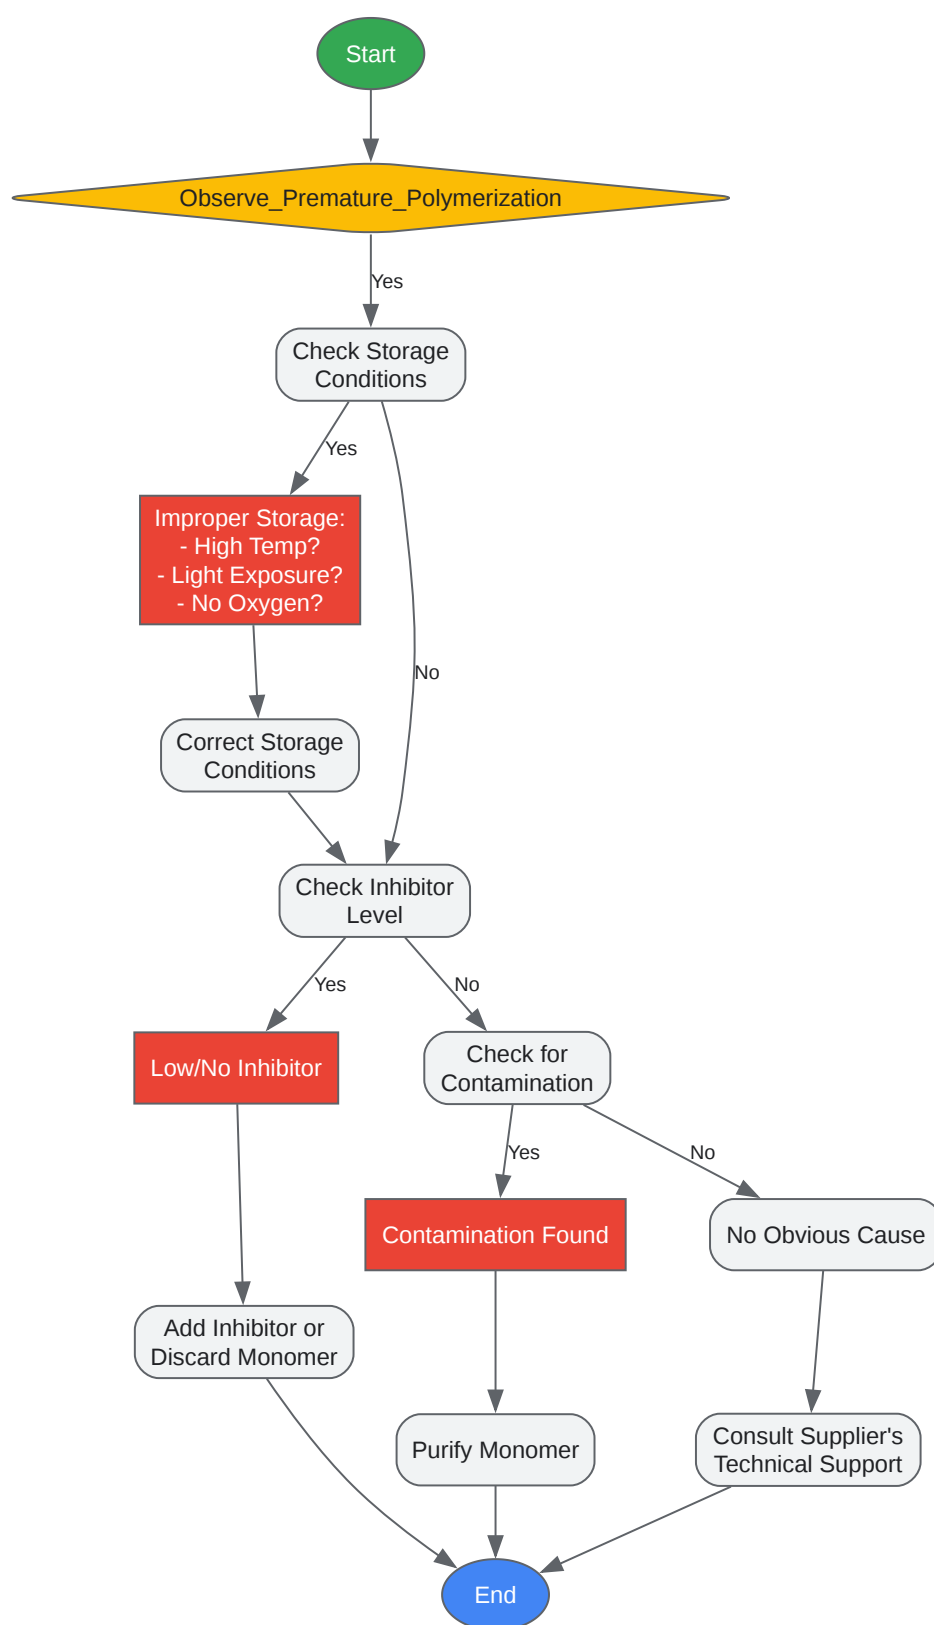 Start
Observe_Premature_Polymerization
Yes
Check Storage
Conditions
Yes
Improper Storage:
- High Temp?
- Light Exposure?
- No Oxygen?
No
Correct Storage
Conditions
Check Inhibitor
Level
Yes
No
Low/No Inhibitor
Check for
Contamination
Yes
No
Contamination Found
No Obvious Cause
Add Inhibitor or
Discard Monomer
Purify Monomer
Consult Supplier's
Technical Support
End